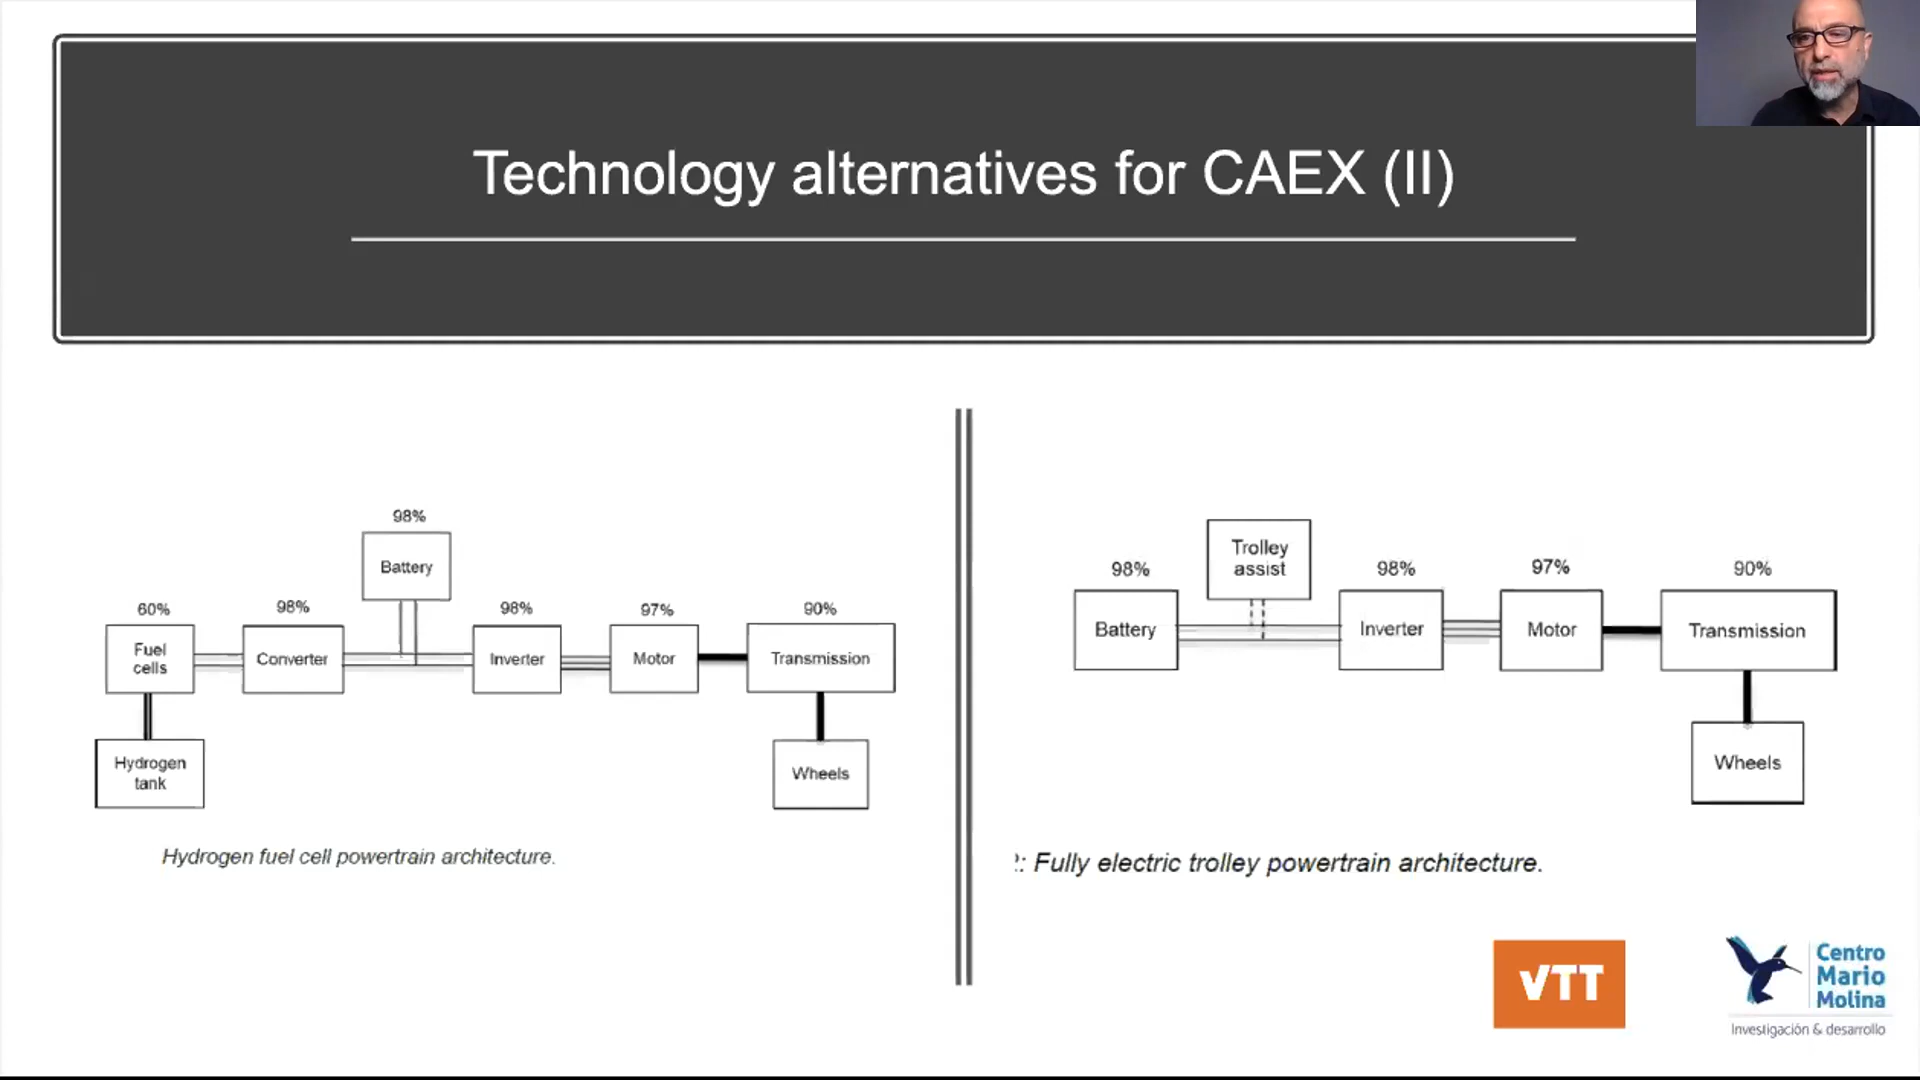 Technology alternatives for CAEX (II)
98%
Battery
60%
98%
98%
97%
90%
Fuel
cells
Converter
Inverter
Motor
Transmission
Hydrogen
tank
Wheels
Hydrogen fuel cell powertrain architecture.
Trolley
assist
98%
98%
97%
90%
Battery
Inverter
Motor
Transmission
Wheels
: Fully electric trolley powertrain architecture.
VTT
Centro
Mario
Molina
Investigación & desarrollo